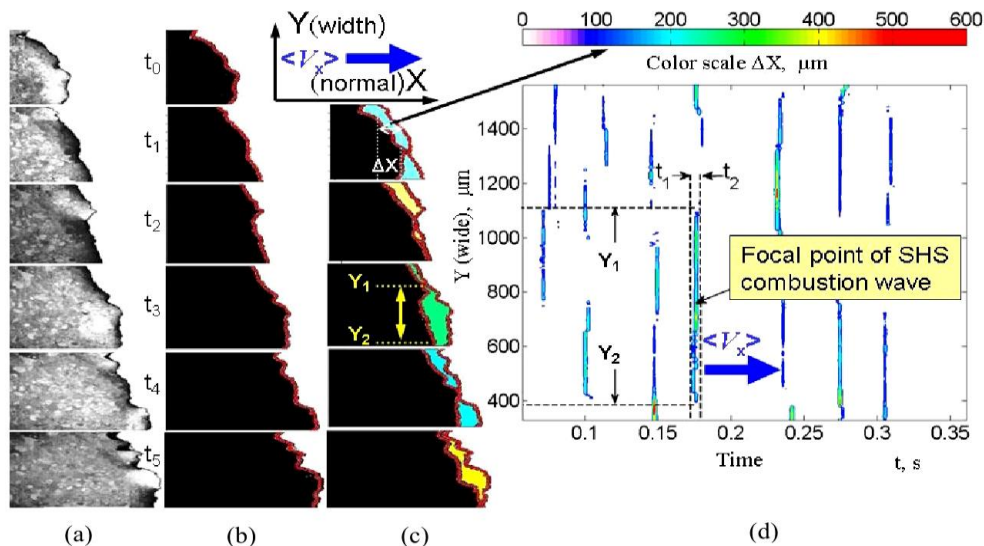 0 100 200 300 400 500 600
Color scale ΔX, μm
Y(width)
<Vx>
(normal)X
t0
t1
ΔX
t2
t3
Y1
Y2
t4
t5
(a) (b) (c)
Y (wide), μm
1400
1200
1000
800
600
400
t1 t2
Y1
Focal point of SHS
combustion wave
<Vx>
Y2
0.1 0.15 0.2 0.25 0.3 0.35
Time t, s
(d)